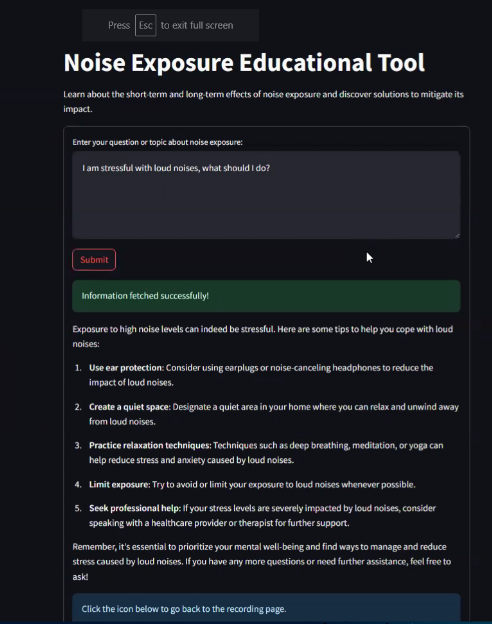 Press Esc to exit full screen
Noise Exposure Educational Tool
Learn about the short-term and long-term effects of noise exposure and discover solutions to mitigate its
impact.
Enter your question or topic about noise exposure:
I am stressful with loud noises, what should I do?
Submit
Information fetched successfully!
Exposure to high noise levels can indeed be stressful. Here are some tips to help you cope with loud
noises:
1. Use ear protection: Consider using earplugs or noise-canceling headphones to reduce the
impact of loud noises.
2. Create a quiet space: Designate a quiet area in your home where you can relax and unwind away
from loud noises.
3. Practice relaxation techniques: Techniques such as deep breathing, meditation, or yoga can
help reduce stress and anxiety caused by loud noises.
4. Limit exposure: Try to avoid or limit your exposure to loud noises whenever possible.
5. Seek professional help: If your stress levels are severely impacted by loud noises, consider
speaking with a healthcare provider or therapist for further support.
Remember, it's essential to prioritize your mental well-being and find ways to manage and reduce
stress caused by loud noises. If you have any more questions or need further assistance, feel free to
ask!
Click the icon below to go back to the recording page.